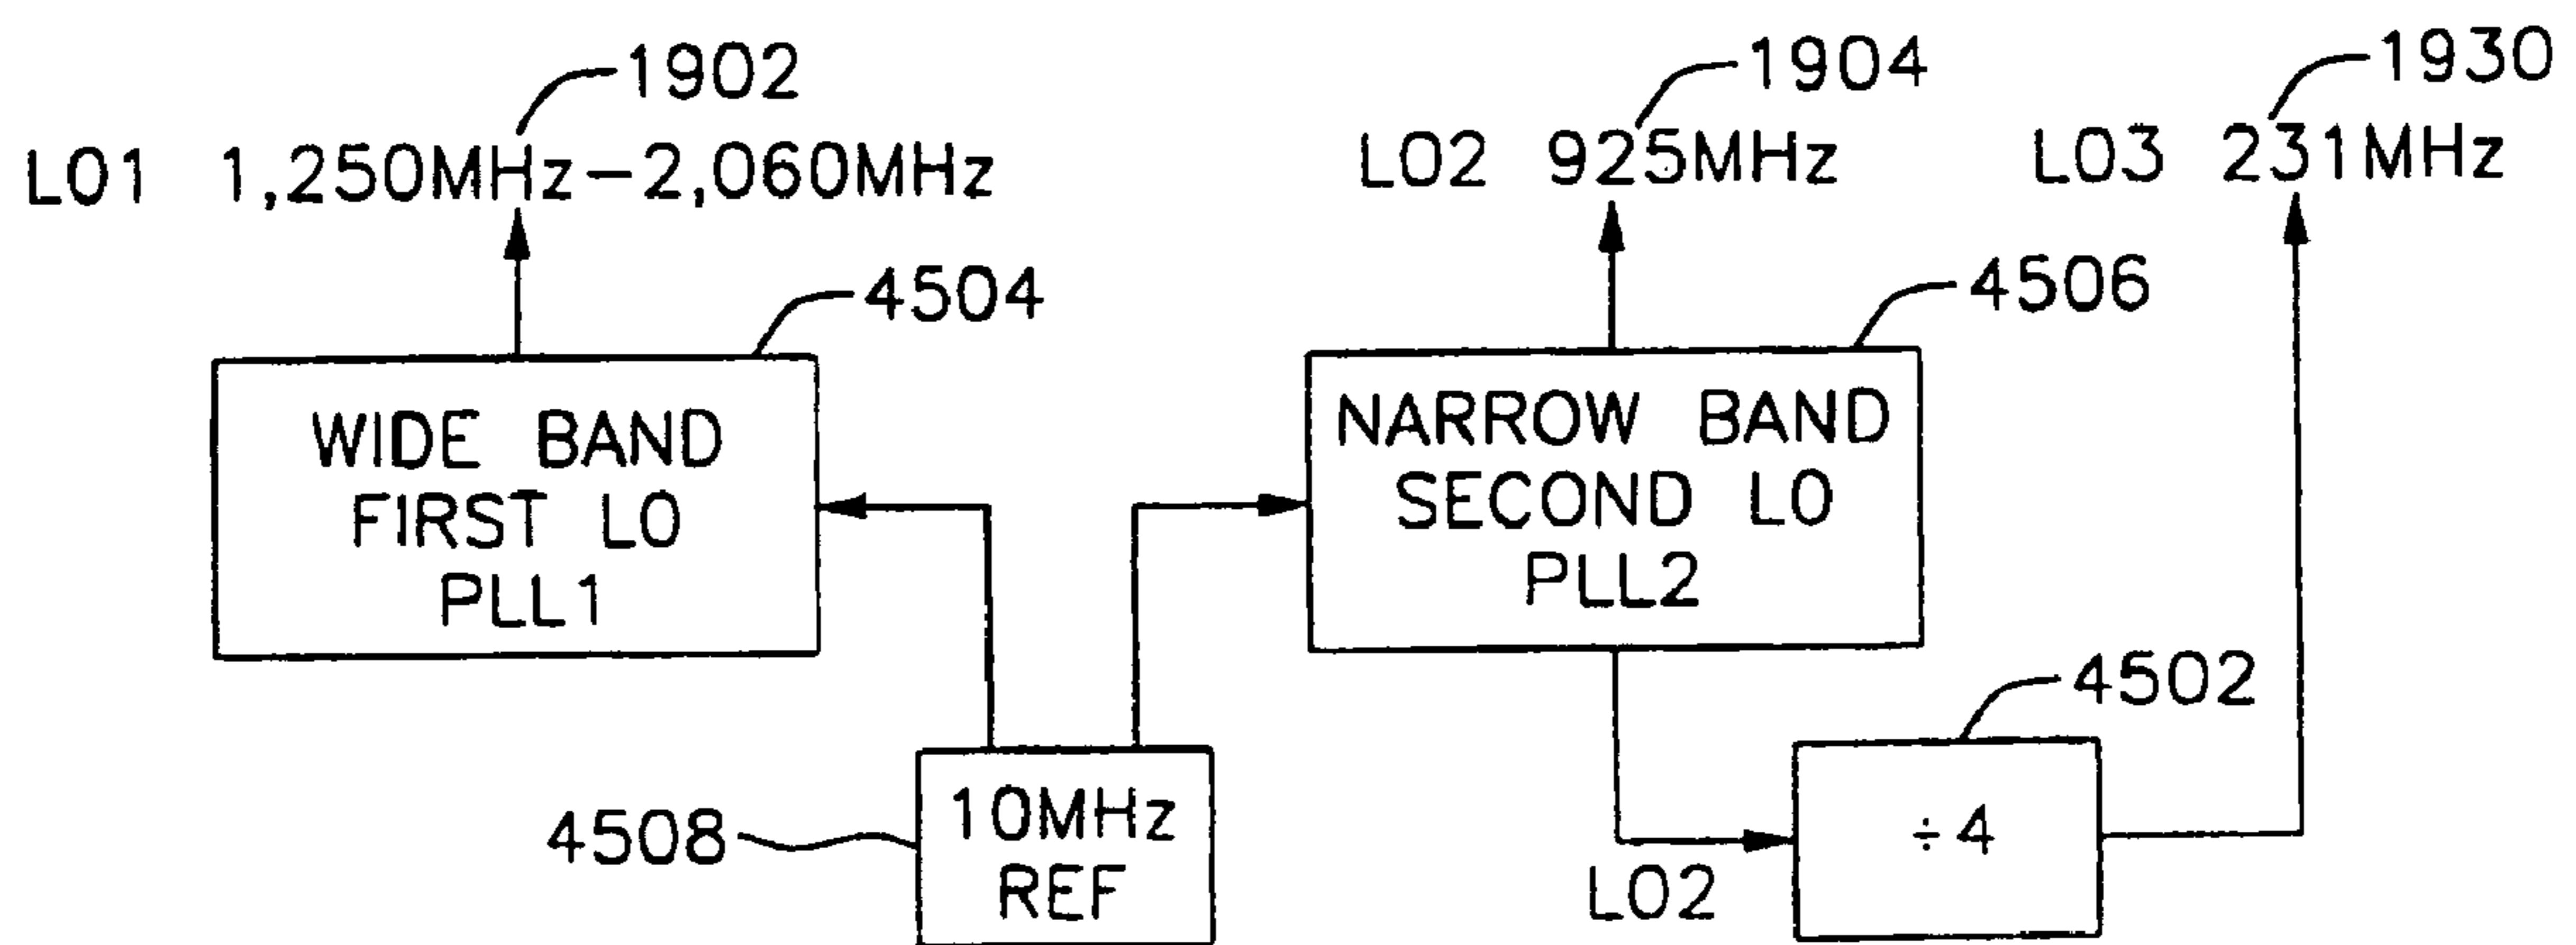 1902
1904
1930
LO1 1,250MHz-2,060MHz
LO2 925MHz
LO3 231MHz
4504
4506
WIDE BAND
FIRST LO
PLL1
NARROW BAND
SECOND LO
PLL2
4502
4508
10MHz
REF
LO2
÷4